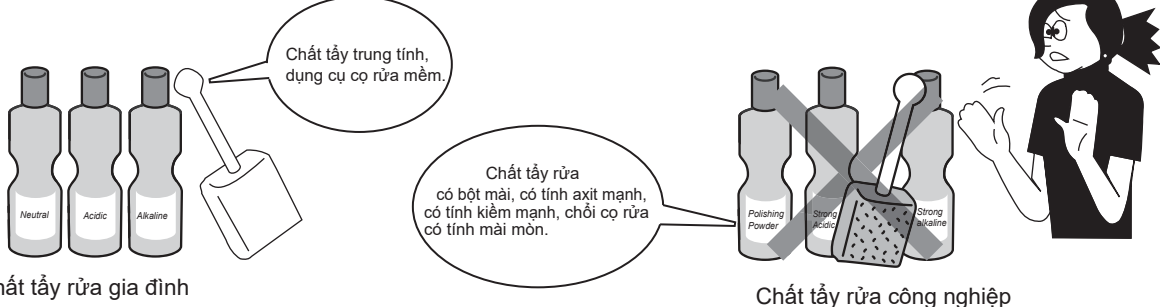 Chất tẩy trung tính,
dụng cụ cọ rửa mềm.
Neutral
Acidic
Alkaline
hất tẩy rửa gia đình
Chất tẩy rửa
có bột mài, có tính axit mạnh,
có tính kiềm mạnh, chổi cọ rửa
có tính mài mòn.
Polishing
Powder
Strong
Acidic
Strong
alkaline
Chất tẩy rửa công nghiệp